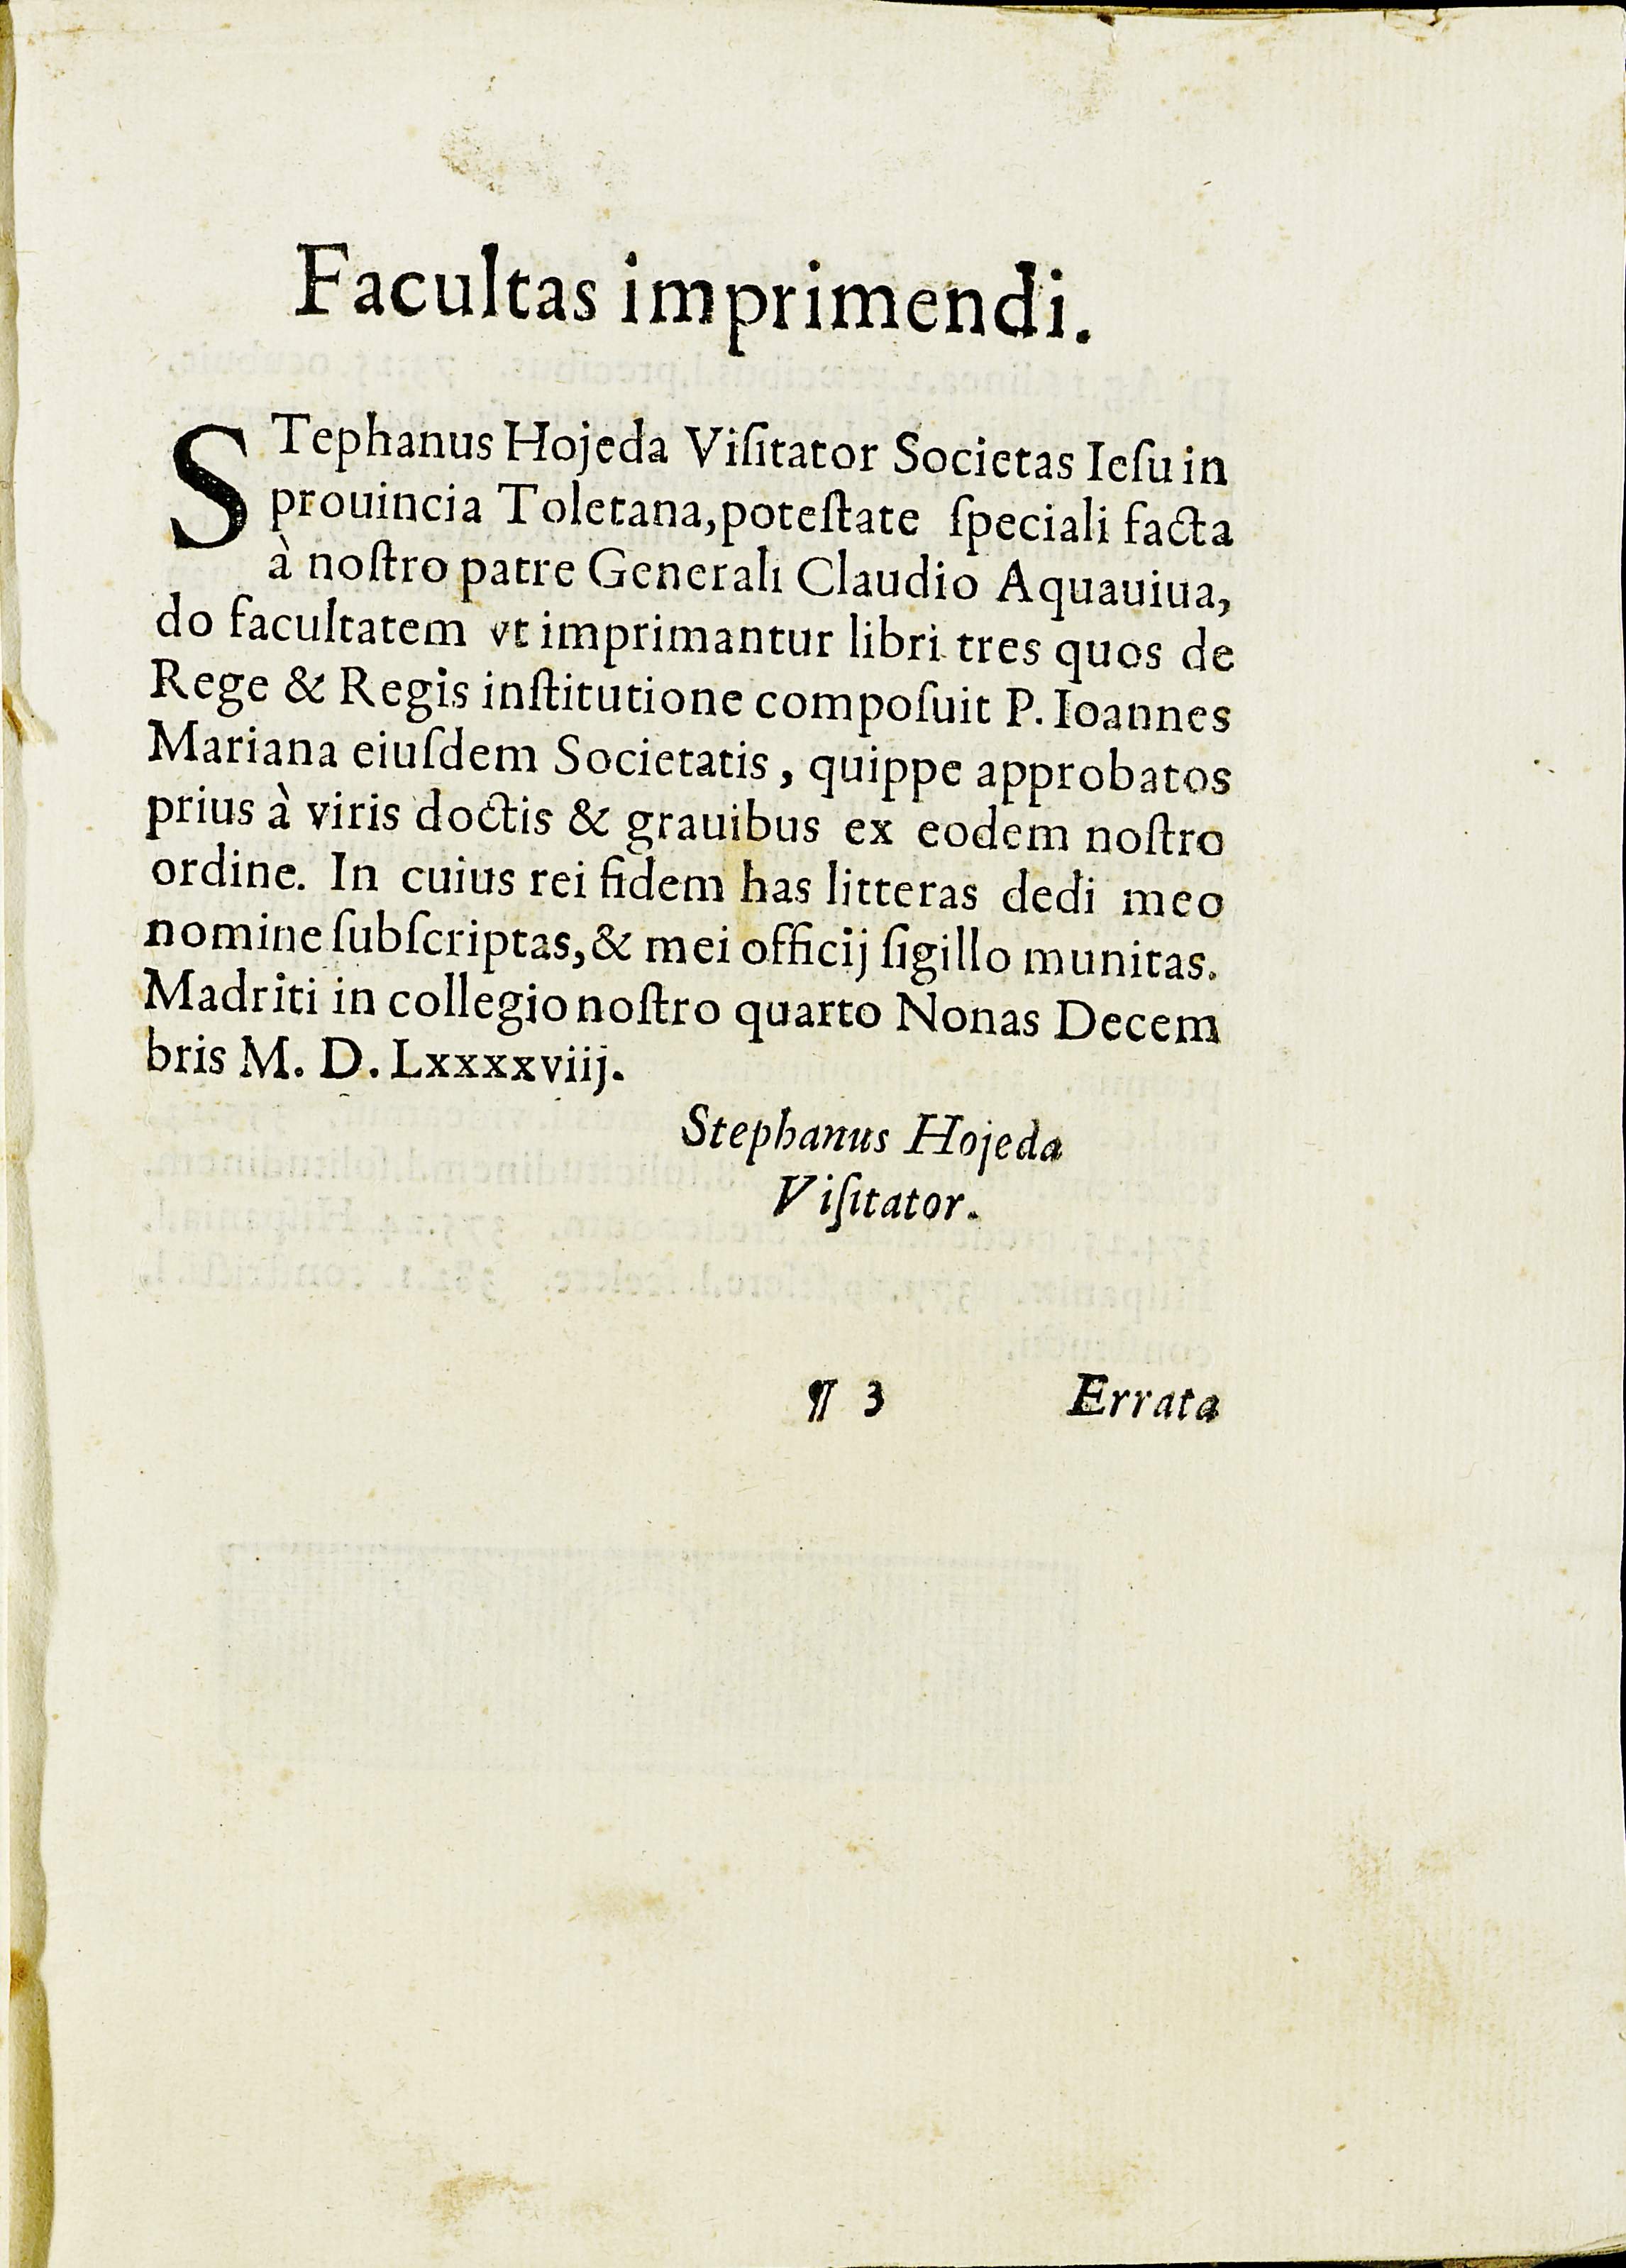 Facultas imprimendi.
STephanus Hojeda Viſitator Societas Ieſu in
prouincia Toletana, poteſtate ſpeciali facta
à noſtro patre Generali Claudio Aquauiua,
do facultatem vt imprimantur libri tres quos de
Rege & Regis inſtitutione compoſuit P. Ioannes
Mariana eiuſdem Societatis, quippe approbatos
prius à viris doctis & grauibus ex eodem noſtro
ordine. In cuius rei fidem has litteras dedi meo
nomine ſubſcriptas, & mei officij ſigillo munitas.
Madriti in collegio noſtro quarto Nonas Decem
bris M. D. Lxxxxviij.
Stephanus Hojeda
Viſitator.
¶ 3 Errata